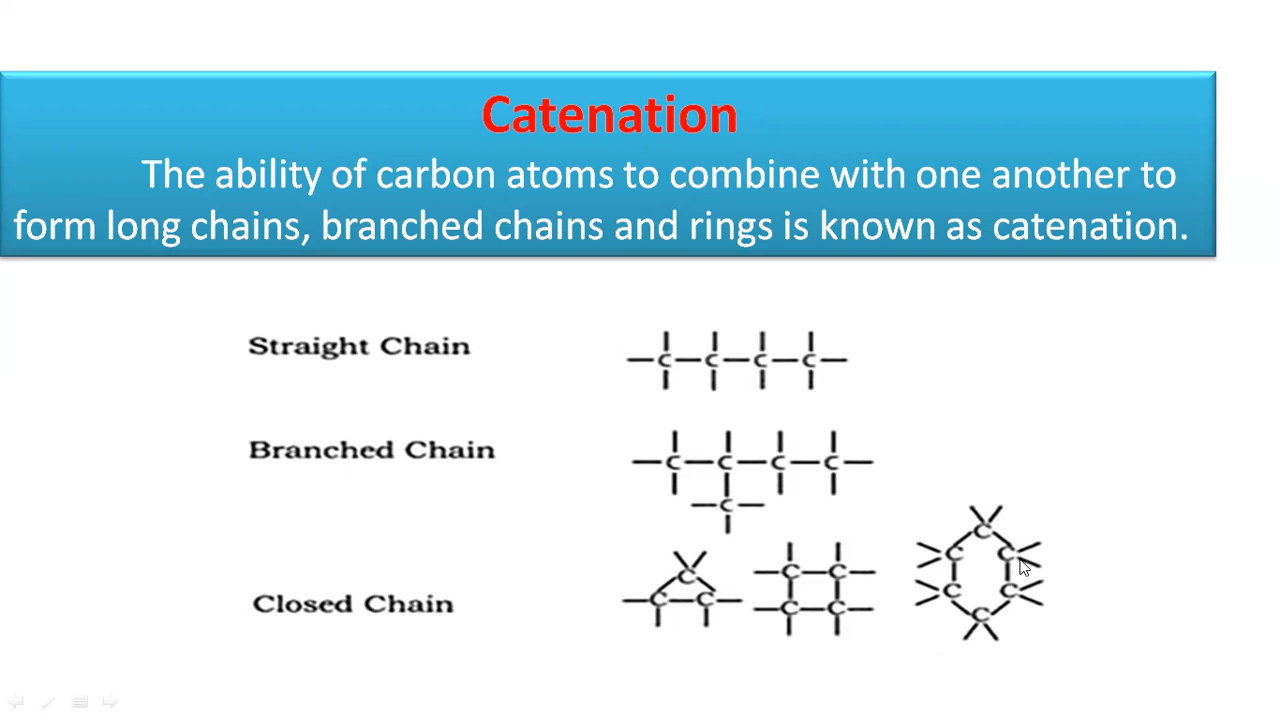 Catenation
The ability of carbon atoms to combine with one another to
form long chains, branched chains and rings is known as catenation.
Straight Chain
C C C C
Branched Chain
C C C C
C
Closed Chain
C
C C
C C
C C
C
C C
C C
C